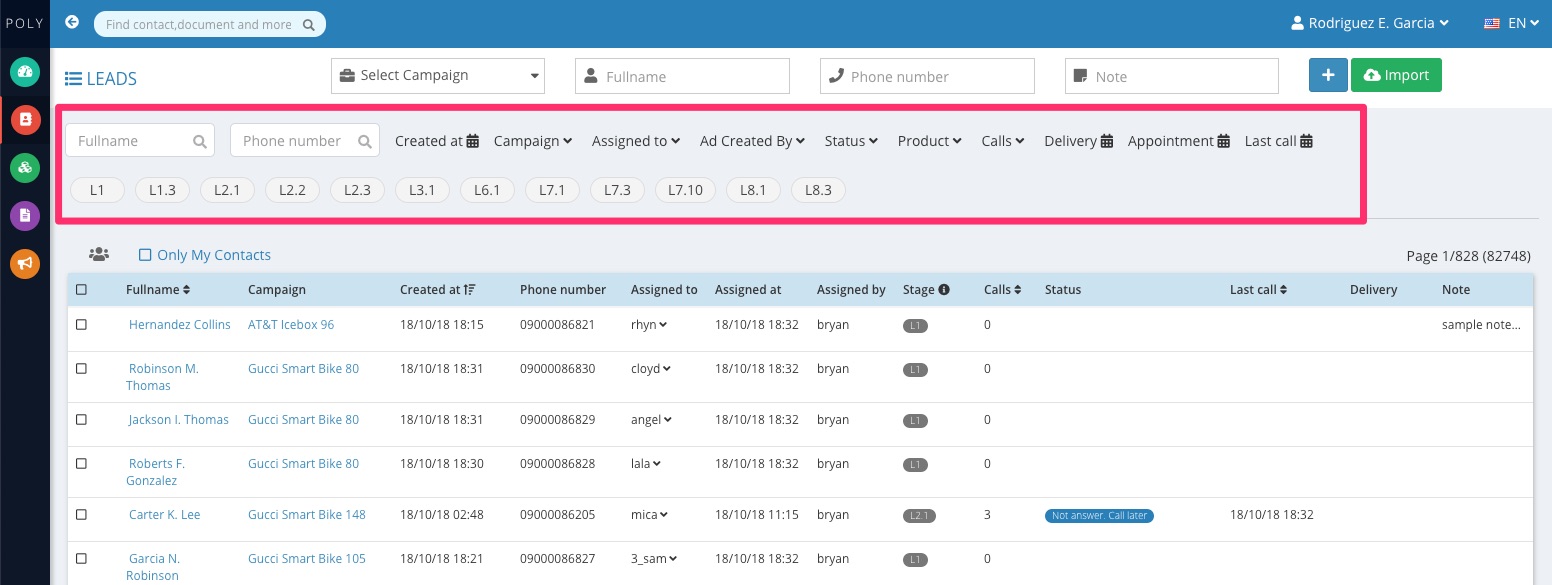 POLY
Find contact,document and more
Rodriguez E. Garcia
EN
LEADS
Select Campaign
Fullname
Phone number
Note
+
Import
Fullname
Phone number
Created at
Campaign
Assigned to
Ad Created By
Status
Product
Calls
Delivery
Appointment
Last call
L1
L1.3
L2.1
L2.2
L2.3
L3.1
L6.1
L7.1
L7.3
L7.10
L8.1
L8.3
Only My Contacts
Page 1/828 (82748)
Fullname Campaign Created at Phone number Assigned to Assigned at Assigned by Stage Calls Status Last call Delivery Note
Hernandez Collins AT&T Icebox 96 18/10/18 18:15 09000086821 rhyn 18/10/18 18:32 bryan L1 0 sample note...
Robinson M. Gucci Smart Bike 80 18/10/18 18:31 09000086830 cloyd 18/10/18 18:32 bryan L1 0
Thomas
Jackson I. Thomas Gucci Smart Bike 80 18/10/18 18:31 09000086829 angel 18/10/18 18:32 bryan L1 0
Roberts F. Gucci Smart Bike 80 18/10/18 18:30 09000086828 lala 18/10/18 18:32 bryan L1 0
Gonzalez
Carter K. Lee Gucci Smart Bike 148 18/10/18 02:48 09000086205 mica 18/10/18 11:15 bryan L2.1 3 Not answer. Call later 18/10/18 18:32
Garcia N. Gucci Smart Bike 105 18/10/18 18:21 09000086827 3_sam 18/10/18 18:32 bryan L1 0
Robinson